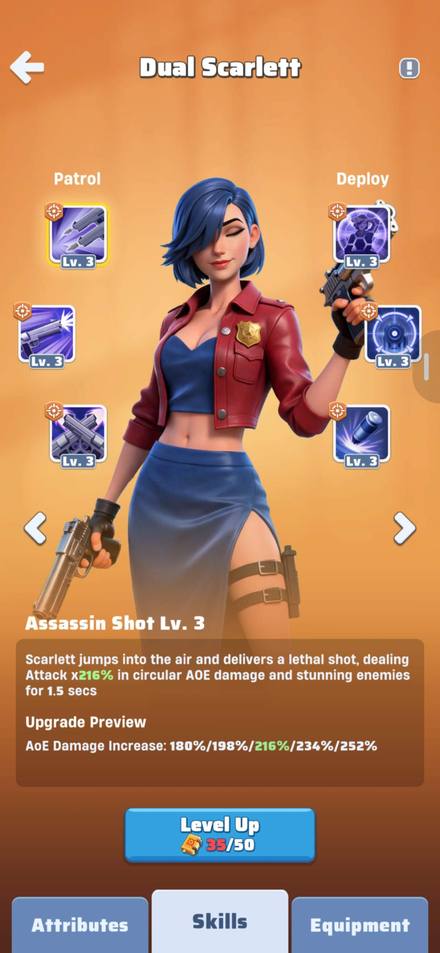 Dual Scarlett
Patrol
Deploy
Lv. 3
Lv. 3
Lv. 3
Lv. 3
Lv. 3
Lv. 3
Assassin Shot Lv. 3
Scarlett jumps into the air and delivers a lethal shot, dealing
Attack x216% in circular AOE damage and stunning enemies
for 1.5 secs
Upgrade Preview
AoE Damage Increase: 180%/198%/216%/234%/252%
Level Up
35/50
Attributes
Skills
Equipment